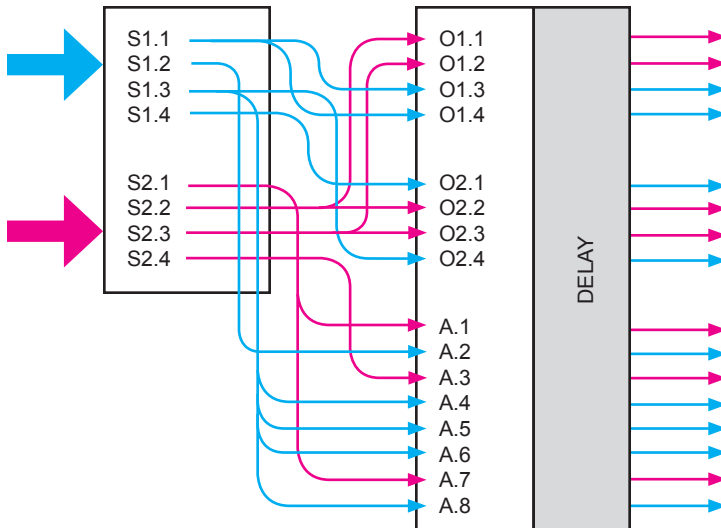 S1.1
S1.2
S1.3
S1.4
S2.1
S2.2
S2.3
S2.4
O1.1
O1.2
O1.3
O1.4
O2.1
O2.2
O2.3
O2.4
A.1
A.2
A.3
A.4
A.5
A.6
A.7
A.8
DELAY